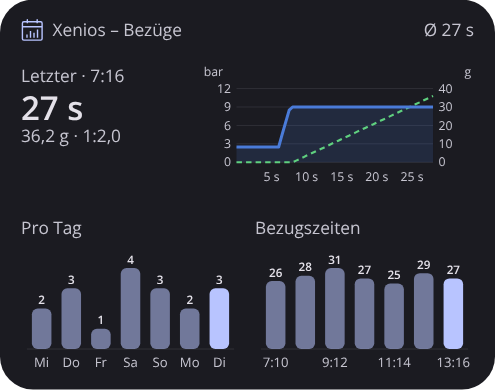 Xenios – Bezüge
Ø 27 s
Letzter · 7:16
27 s
36,2 g · 1:2,0
bar
g
12
9
6
3
0
40
30
20
10
0
5 s 10 s 15 s 20 s 25 s
Pro Tag
2 3 1 4 3 2 3
Mi Do Fr Sa So Mo Di
Bezugszeiten
26 28 31 27 25 29 27
7:10 9:12 11:14 13:16